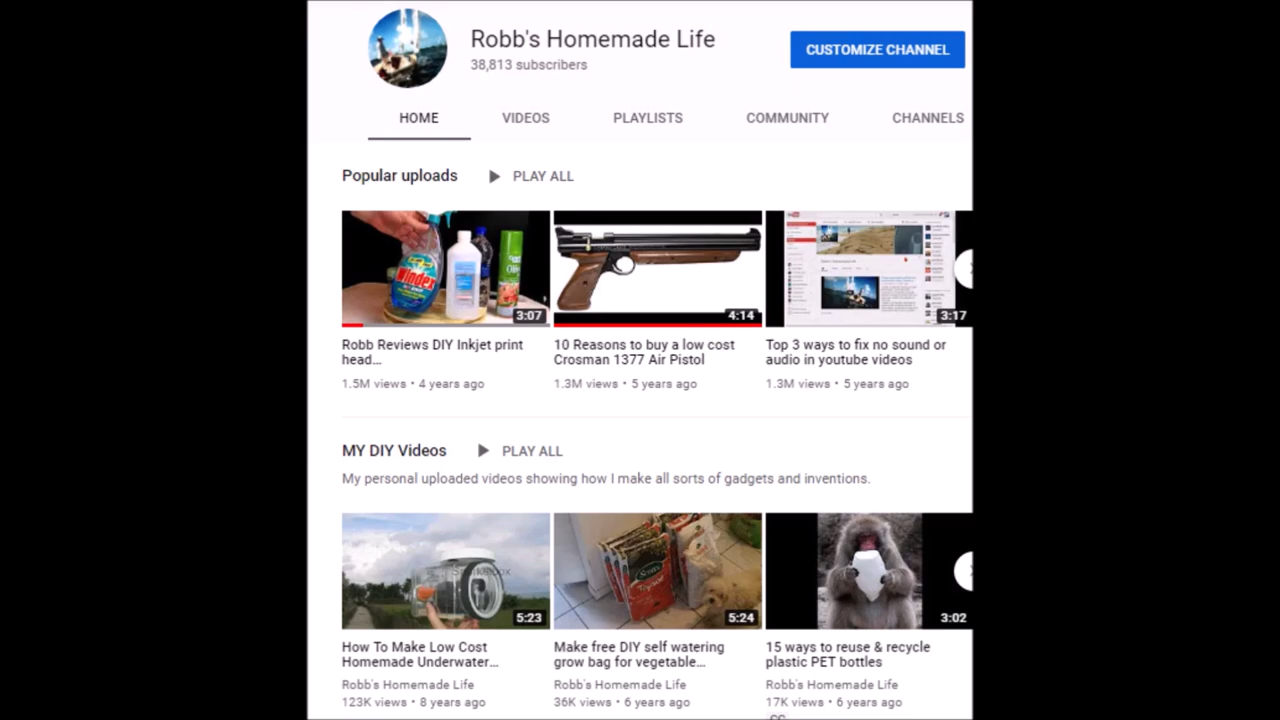 Robb's Homemade Life
38,813 subscribers
CUSTOMIZE CHANNEL
HOME VIDEOS PLAYLISTS COMMUNITY CHANNELS
Popular uploads PLAY ALL
Windex
3:07
4:14
3:17
Robb Reviews DIY Inkjet print
head...
1.5M views • 4 years ago
10 Reasons to buy a low cost
Crosman 1377 Air Pistol
1.3M views • 5 years ago
Top 3 ways to fix no sound or
audio in youtube videos
1.3M views • 5 years ago
MY DIY Videos PLAY ALL
My personal uploaded videos showing how I make all sorts of gadgets and inventions.
Scotts
5:23
5:24
3:02
How To Make Low Cost
Homemade Underwater...
Robb's Homemade Life
123K views • 8 years ago
Make free DIY self watering
grow bag for vegetable...
Robb's Homemade Life
36K views • 6 years ago
15 ways to reuse & recycle
plastic PET bottles
Robb's Homemade Life
17K views • 6 years ago